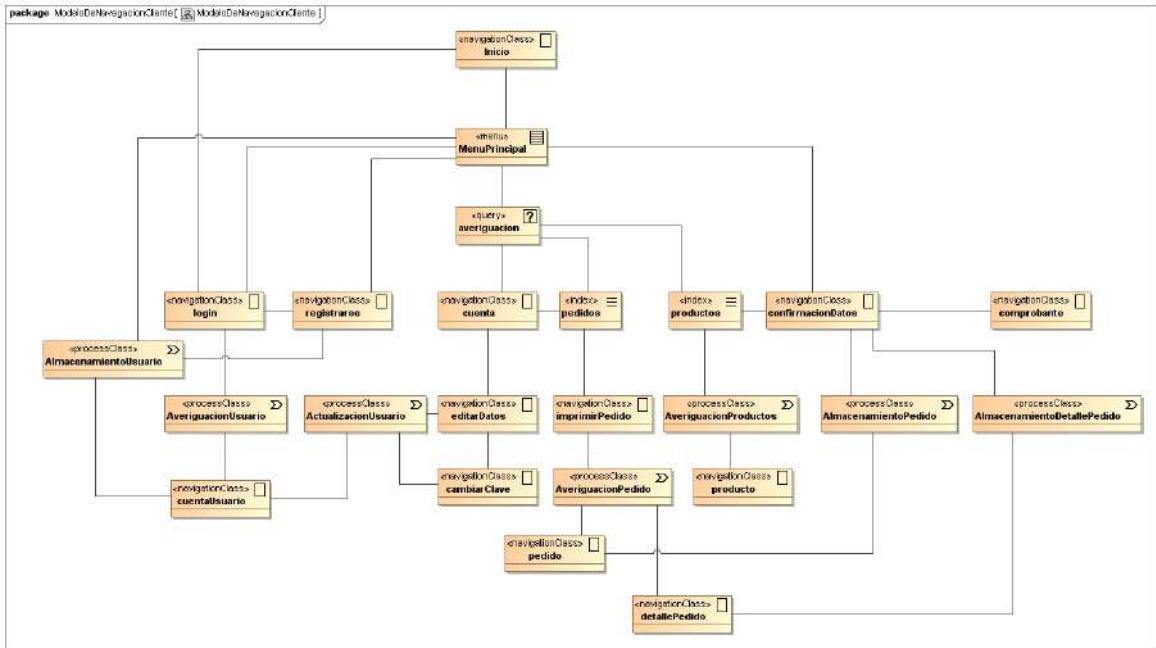 package ModeloDeNavegacionCliente[ ModeloDeNavegacionCliente ]
«navigationClass»
Inicio
«menu»
MenuPrincipal
«query»
?
averiguacion
«navigationClass»
login
«navigationClass»
registrarse
«navigationClass»
cuenta
«index»
pedidos
«index»
productos
«navigationClass»
confirmacionDatos
«navigationClass»
comprobante
«processClass»
AlmacenamientoUsuario
«processClass»
AveriguacionUsuario
«processClass»
ActualizacionUsuario
«navigationClass»
editarDatos
«navigationClass»
imprimirPedido
«processClass»
AveriguacionProductos
«processClass»
AlmacenamientoPedido
«processClass»
AlmacenamientoDetallePedido
«navigationClass»
cuentaUsuario
«navigationClass»
cambiarClave
«processClass»
AveriguacionPedido
«navigationClass»
producto
«navigationClass»
pedido
«navigationClass»
detallePedido